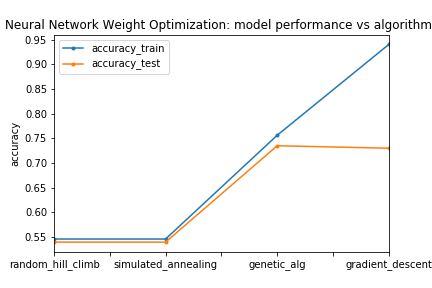 Neural Network Weight Optimization: model performance vs algorithm
accuracy_train
accuracy_test
accuracy
0.95
0.90
0.85
0.80
0.75
0.70
0.65
0.60
0.55
random_hill_climb simulated_annealing genetic_alg gradient_descent